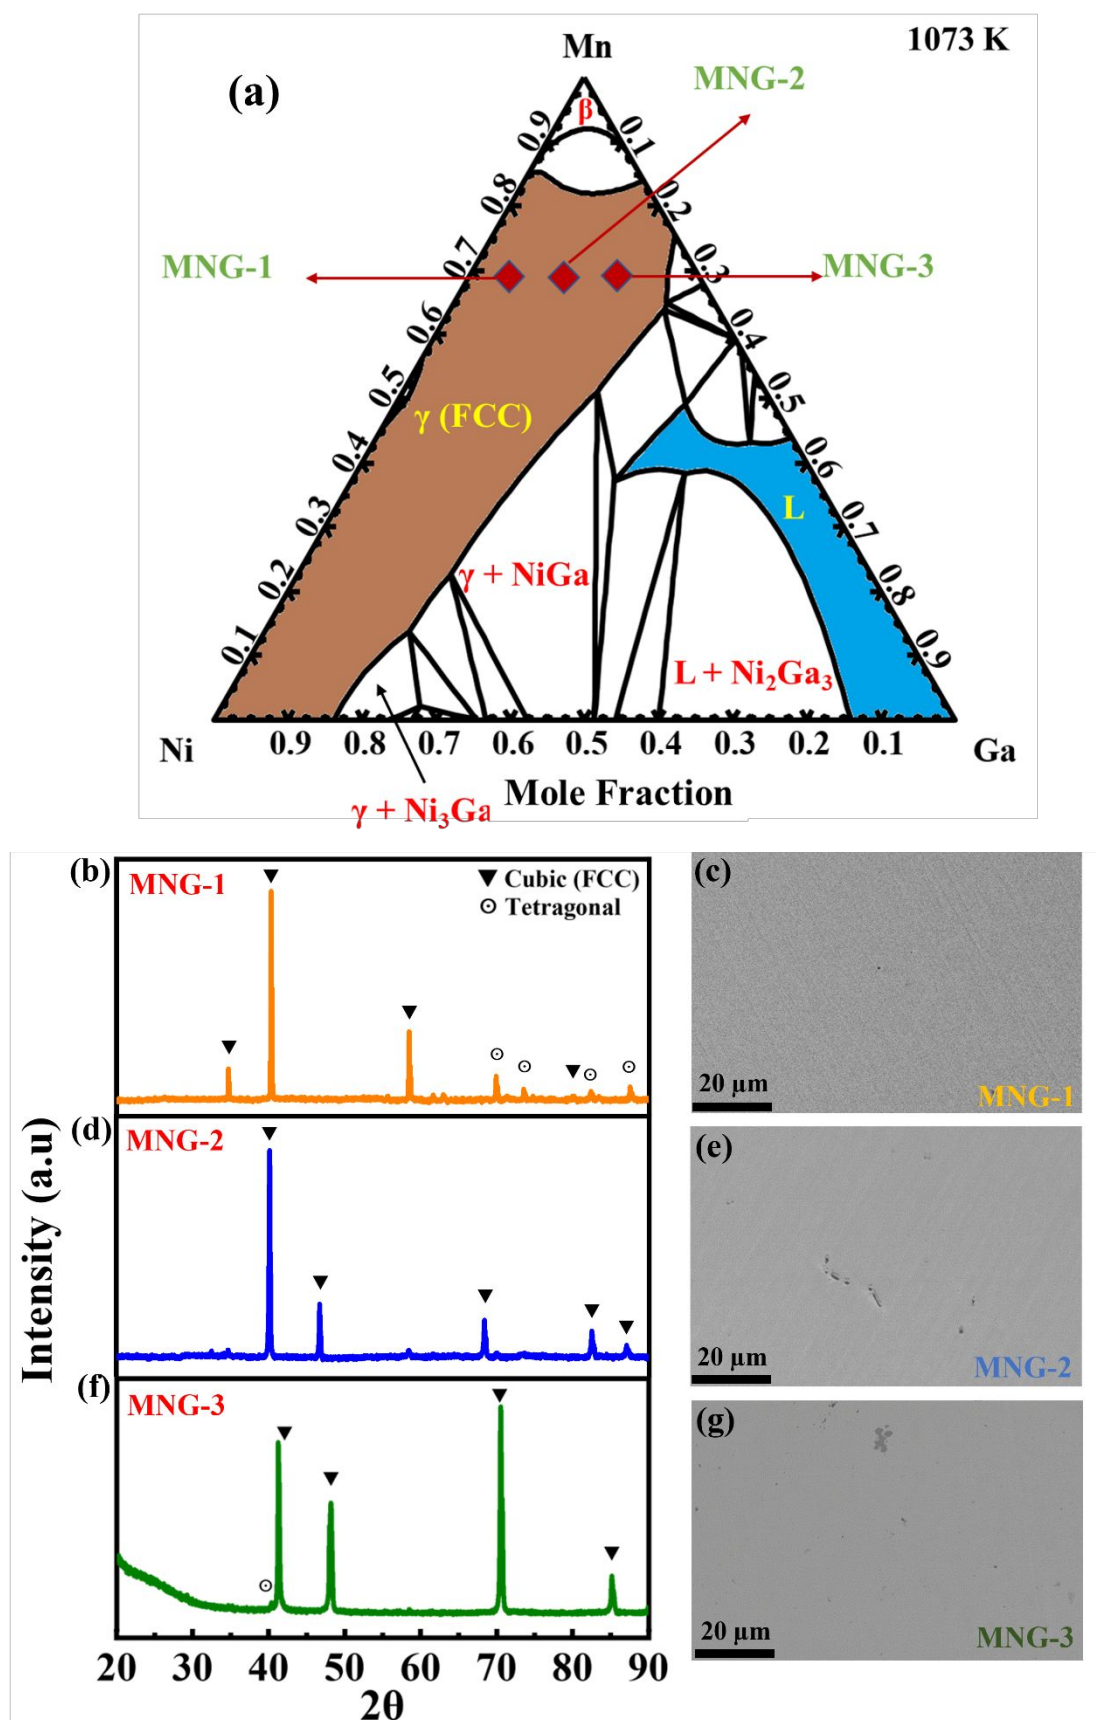 1073 K
Mn
(a)
MNG-2
β
0.9
0.1
0.8
0.2
MNG-1
0.7
0.3
MNG-3
0.6
0.4
0.5
0.5
γ (FCC)
0.4
0.6
L
0.3
0.7
γ + NiGa
0.2
0.8
0.1
0.9
L + Ni₂Ga₃
Ni
0.9 0.8 0.7 0.6 0.5 0.4 0.3 0.2 0.1
Ga
Mole Fraction
γ + Ni₃Ga
(b)
MNG-1
▼ Cubic (FCC)
⊙ Tetragonal
(c)
20 µm
MNG-1
(d)
MNG-2
(e)
20 µm
MNG-2
(f)
MNG-3
(g)
20 µm
MNG-3
Intensity (a.u)
20 30 40 50 60 70 80 90
2θ